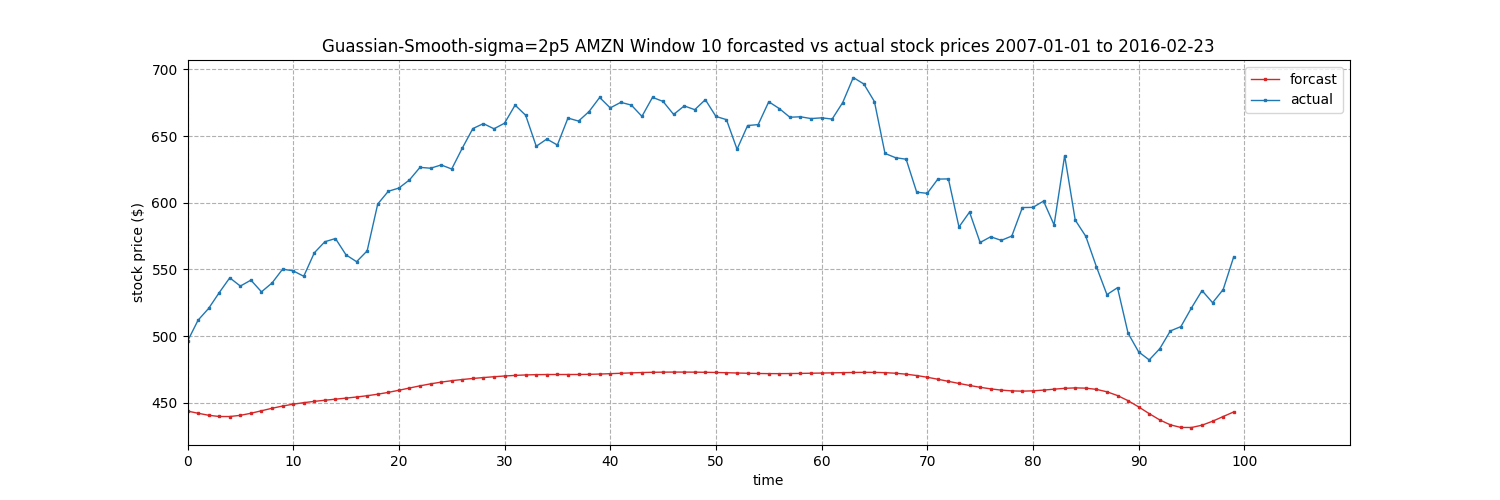 Guassian-Smooth-sigma=2p5 AMZN Window 10 forcasted vs actual stock prices 2007-01-01 to 2016-02-23
forcast
actual
700
650
600
550
500
450
stock price ($)
0 10 20 30 40 50 60 70 80 90 100
time